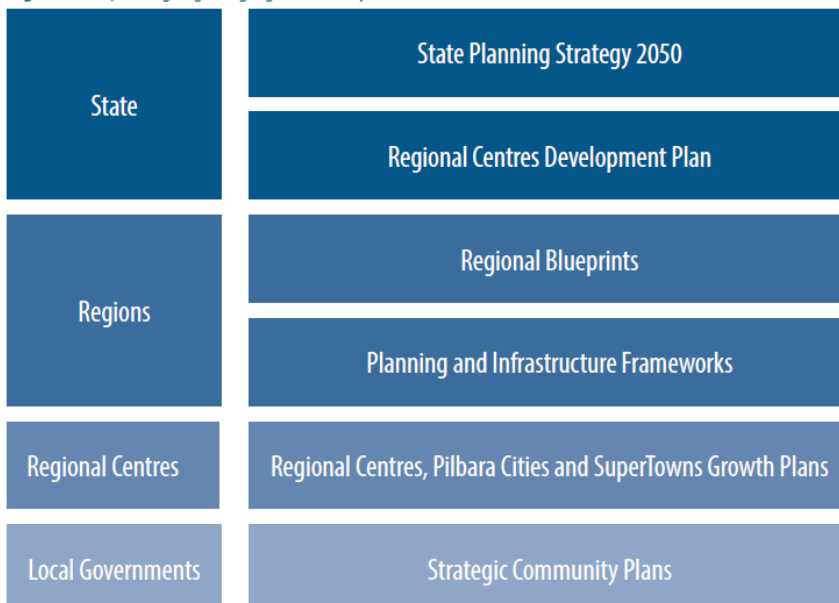 State
State Planning Strategy 2050
Regional Centres Development Plan
Regions
Regional Blueprints
Planning and Infrastructure Frameworks
Regional Centres
Regional Centres, Pilbara Cities and SuperTowns Growth Plans
Local Governments
Strategic Community Plans